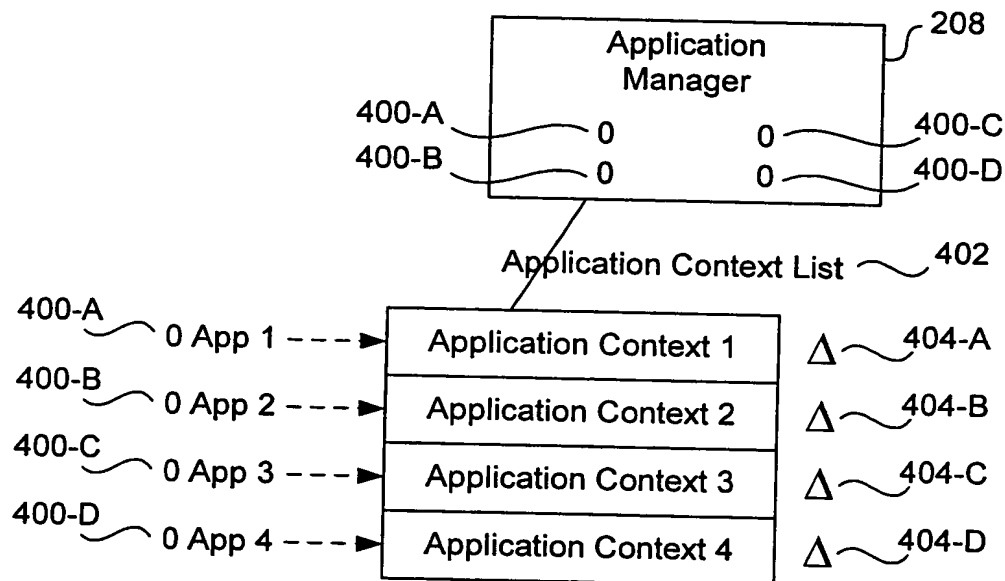 Application
Manager
208
400-A 0 0 400-C
400-B 0 0 400-D
Application Context List 402
400-A 0 App 1 Application Context 1 Δ 404-A
400-B 0 App 2 Application Context 2 Δ 404-B
400-C 0 App 3 Application Context 3 Δ 404-C
400-D 0 App 4 Application Context 4 Δ 404-D